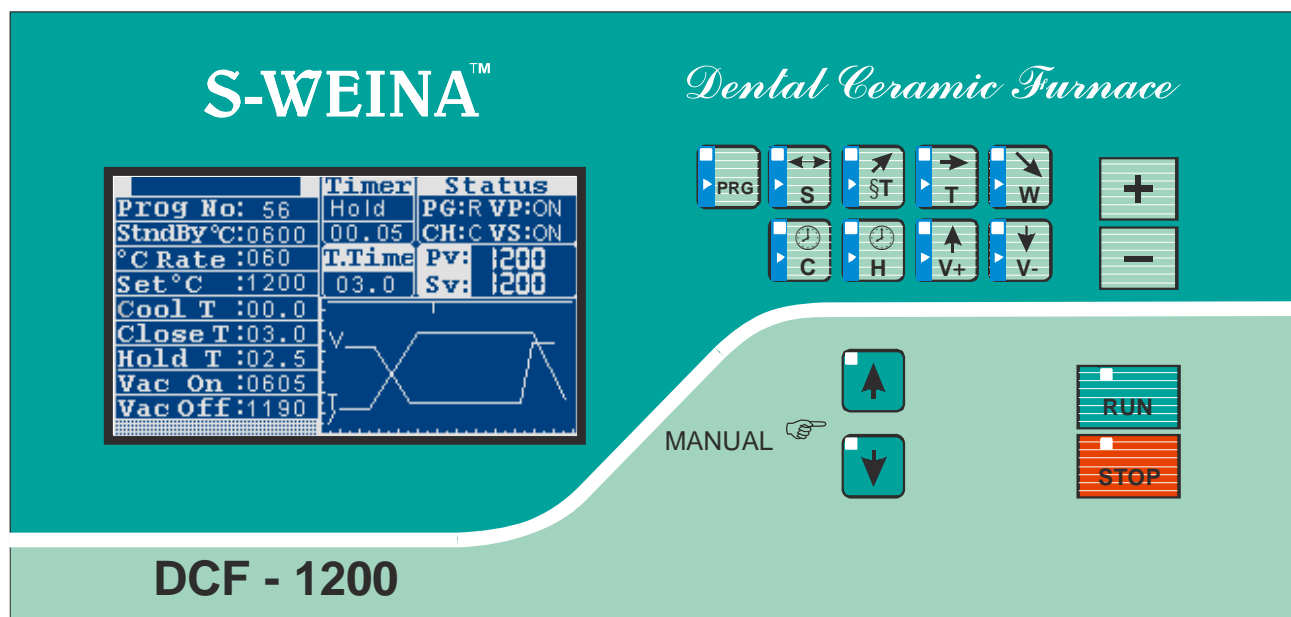 S-WEINA™
Dental Ceramic Furnace
Timer Status
Prog No: 56 Hold PG:R VP:ON
StndBy°C:0600 00.05 CH:C VS:ON
°C Rate :060 T.Time Pv: 1200
Set°C :1200 03.0 Sv: 1200
Cool T :00.0
Close T:03.0
Hold T :02.5
Vac On :0605
Vac Off:1190
V
T
PRG S §T T W +
C H V+ V- −
MANUAL
RUN
STOP
DCF - 1200